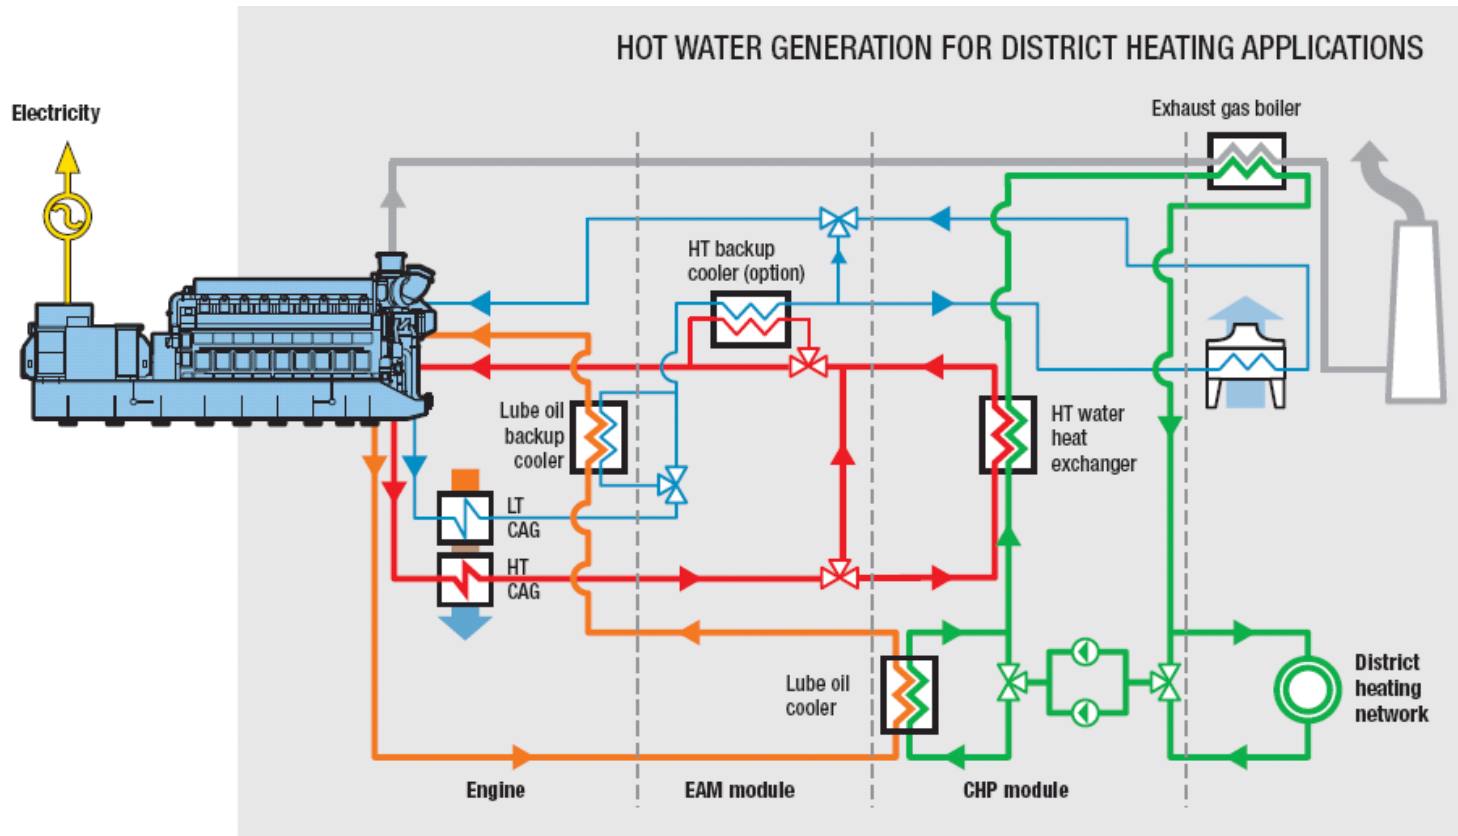 HOT WATER GENERATION FOR DISTRICT HEATING APPLICATIONS
Electricity
Exhaust gas boiler
HT backup
cooler (option)
Lube oil
backup
cooler
HT water
heat
exchanger
LT
CAG
HT
CAG
Lube oil
cooler
District
heating
network
Engine
EAM module
CHP module